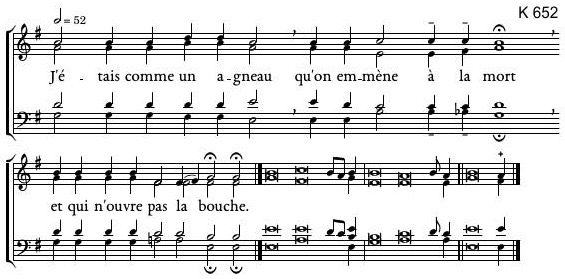 K 652
𝅗𝅥 = 52
J'é - tais comme un a - gneau qu'on em - mène à la mort
et qui n'ouvre pas la bouche.